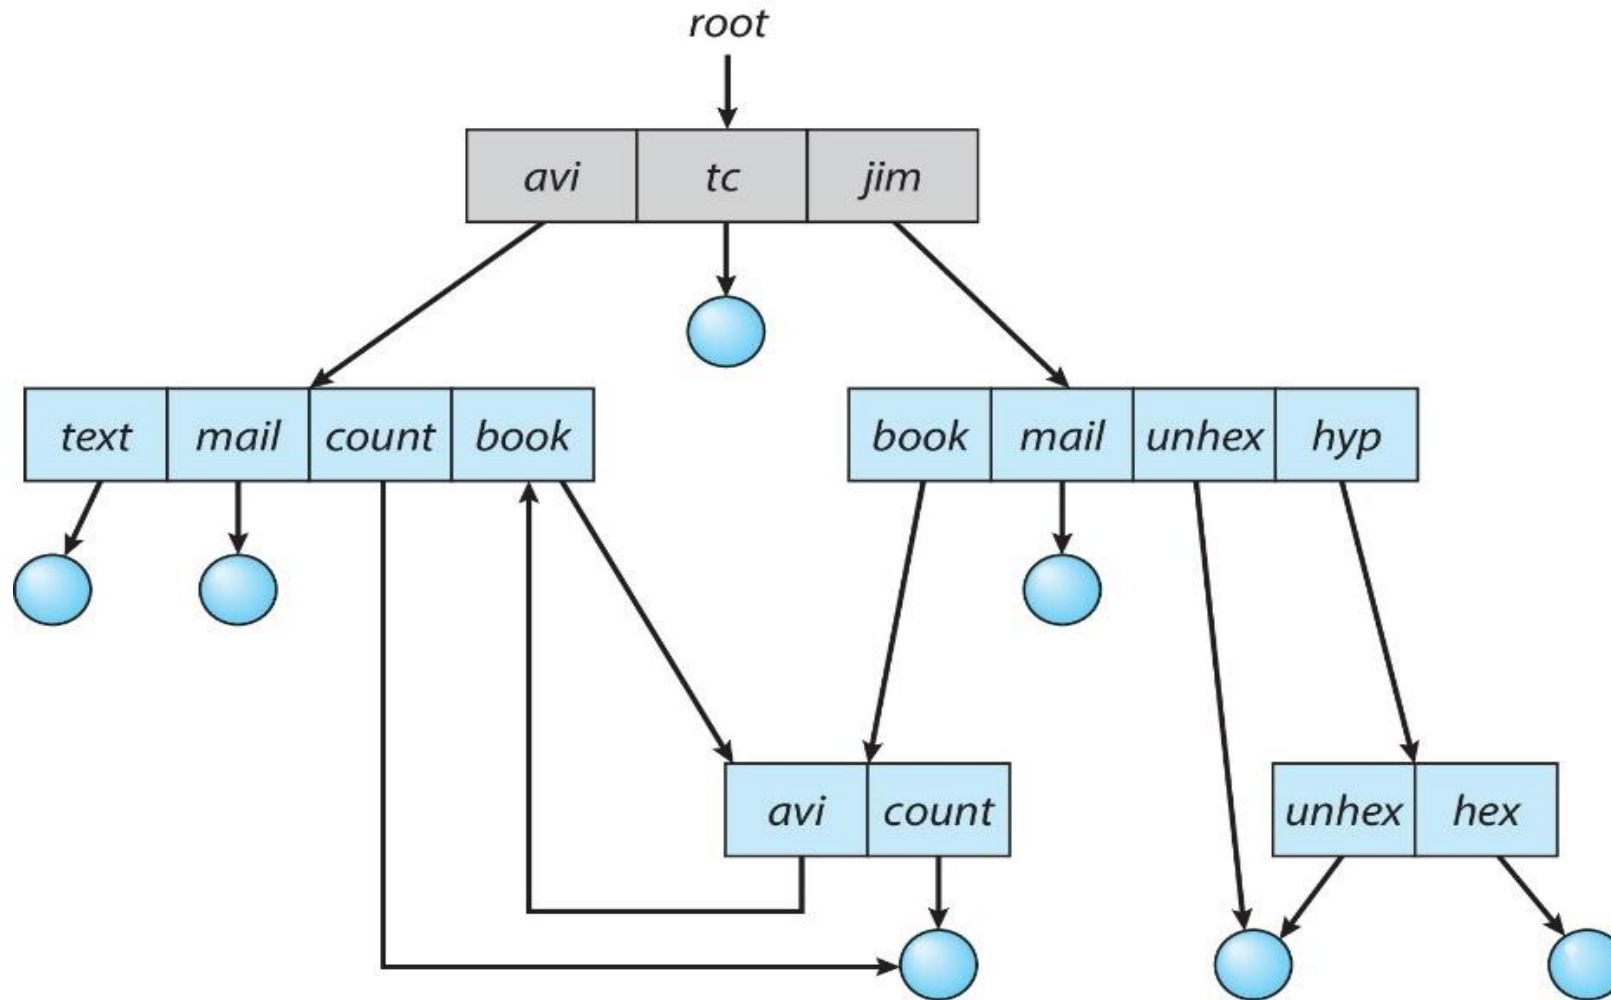 root
avi tc jim
text mail count book
book mail unhex hyp
avi count
unhex hex